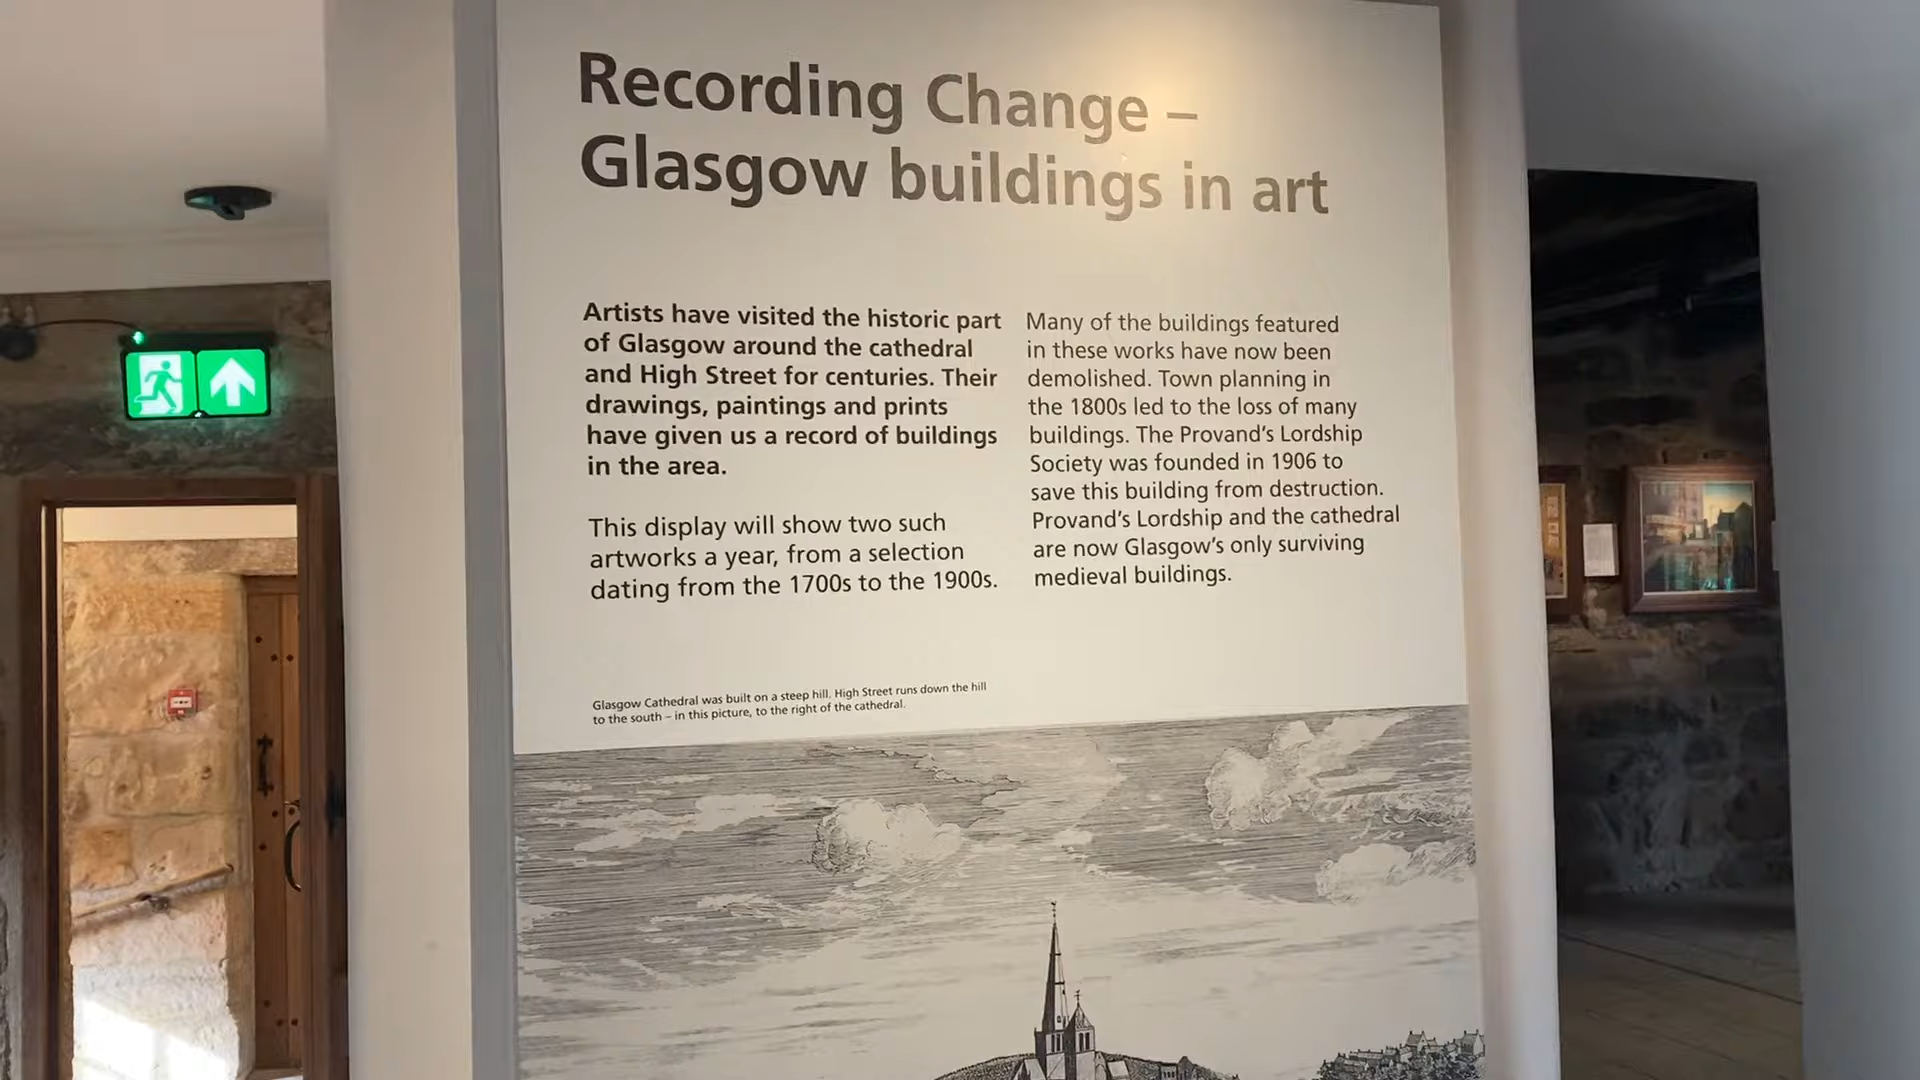 Recording Change –
Glasgow buildings in art
Artists have visited the historic part
of Glasgow around the cathedral
and High Street for centuries. Their
drawings, paintings and prints
have given us a record of buildings
in the area.
This display will show two such
artworks a year, from a selection
dating from the 1700s to the 1900s.
Many of the buildings featured
in these works have now been
demolished. Town planning in
the 1800s led to the loss of many
buildings. The Provand’s Lordship
Society was founded in 1906 to
save this building from destruction.
Provand’s Lordship and the cathedral
are now Glasgow’s only surviving
medieval buildings.
Glasgow Cathedral was built on a steep hill. High Street runs down the hill
to the south – in this picture, to the right of the cathedral.